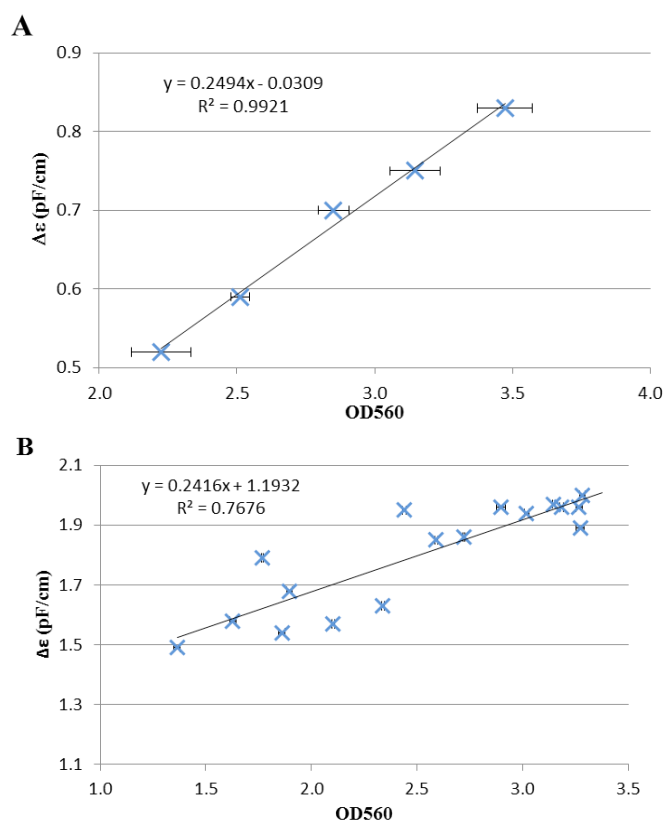 A
0.9
y = 0.2494x - 0.0309
R² = 0.9921
0.8
0.7
0.6
0.5
Δε (pF/cm)
2.0 2.5 3.0 3.5 4.0
OD560
B
2.1
y = 0.2416x + 1.1932
R² = 0.7676
1.9
1.7
1.5
1.3
1.1
Δε (pF/cm)
1.0 1.5 2.0 2.5 3.0 3.5
OD560